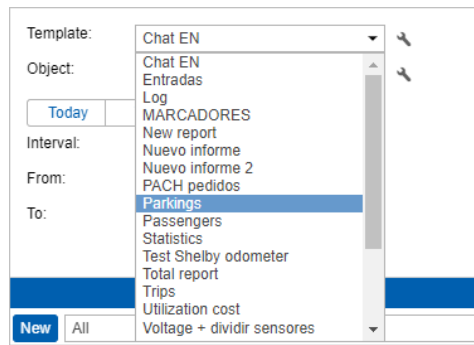 Template:
Chat EN
Object:
Chat EN
Entradas
Log
MARCADORES
New report
Nuevo informe
Nuevo informe 2
PACH pedidos
Parkings
Passengers
Statistics
Test Shelby odometer
Total report
Trips
Utilization cost
Voltage + dividir sensores
Today
Interval:
From:
To:
New
All